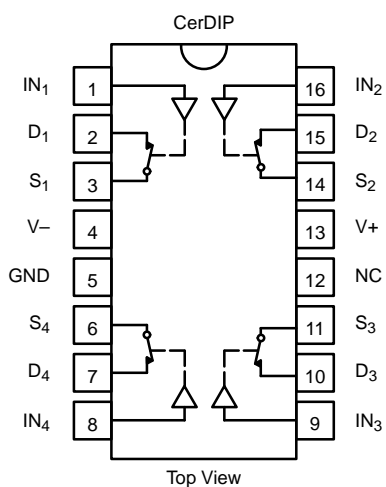 CerDIP
IN1 1 16 IN2
D1 2 15 D2
S1 3 14 S2
V– 4 13 V+
GND 5 12 NC
S4 6 11 S3
D4 7 10 D3
IN4 8 9 IN3
Top View